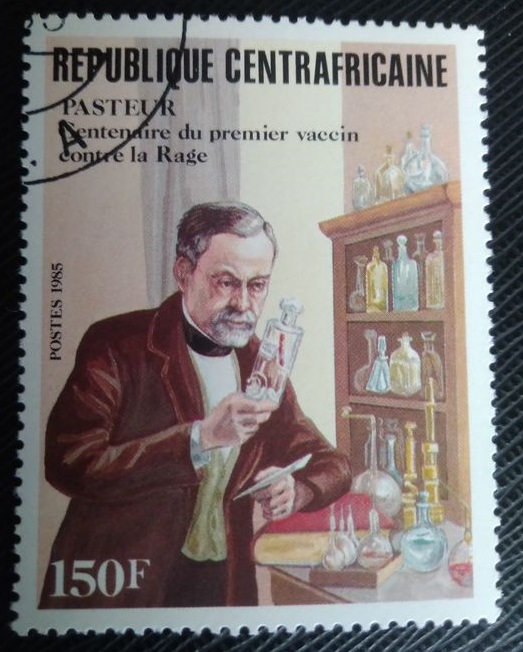 REPUBLIQUE CENTRAFRICAINE
PASTEUR
Centenaire du premier vaccin
contre la Rage
POSTES 1985
150F
A